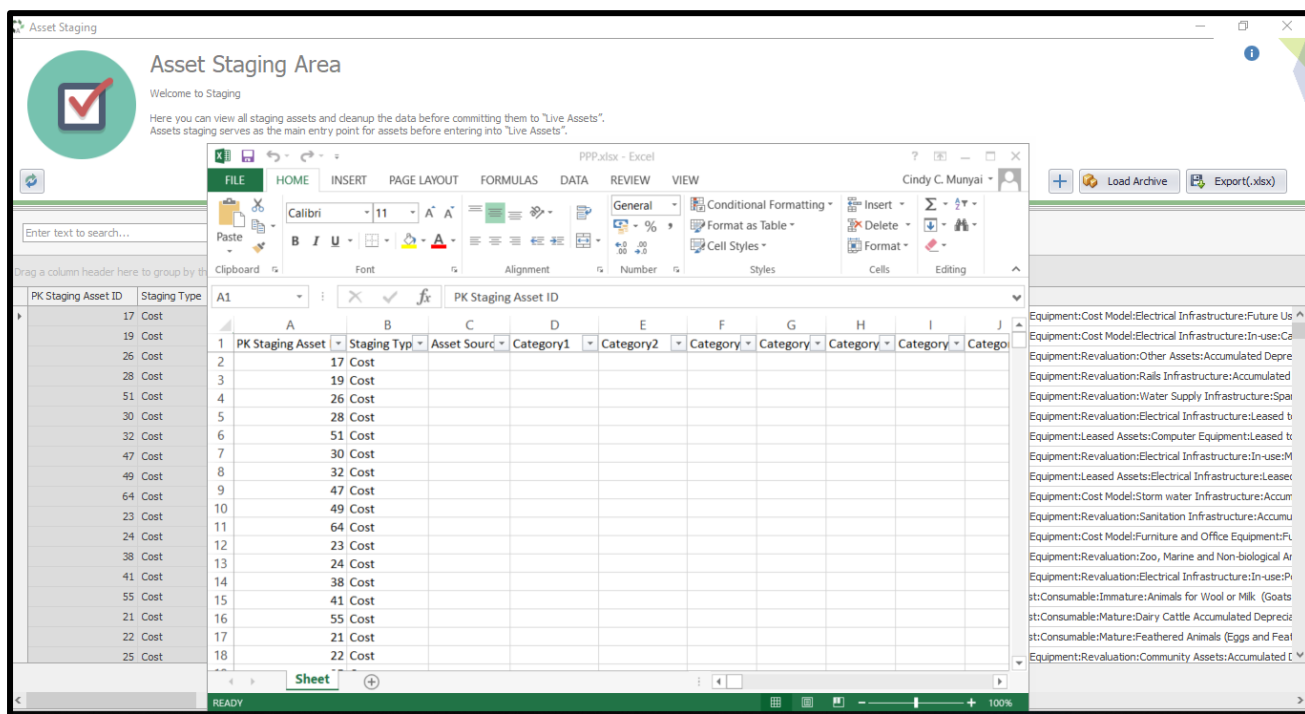 Asset Staging
Asset Staging Area
Welcome to Staging
Here you can view all staging assets and cleanup the data before committing them to "Live Assets".
Assets staging serves as the main entry point for assets before entering into "Live Assets".
PPP.xlsx - Excel
FILE HOME INSERT PAGE LAYOUT FORMULAS DATA REVIEW VIEW Cindy C. Munyai
Load Archive Export(.xlsx)
Calibri 11 General Conditional Formatting Insert
Paste Format as Table Delete
Cell Styles Format
Clipboard Font Alignment Number Styles Cells Editing
Enter text to search...
Drag a column header here to group by th
A1 PK Staging Asset ID
PK Staging Asset ID Staging Type
A B C D E F G H I J
1 PK Staging Asset Staging Typ Asset Sourc Category1 Category2 Category Category Category Category Catego
2 17 Cost
3 19 Cost
4 26 Cost
5 28 Cost
6 51 Cost
7 30 Cost
8 32 Cost
9 47 Cost
10 49 Cost
11 64 Cost
12 23 Cost
13 24 Cost
14 38 Cost
15 41 Cost
16 55 Cost
17 21 Cost
18 22 Cost
Sheet
READY 100%
17 Cost
19 Cost
26 Cost
28 Cost
51 Cost
30 Cost
32 Cost
47 Cost
49 Cost
64 Cost
23 Cost
24 Cost
38 Cost
41 Cost
55 Cost
21 Cost
22 Cost
25 Cost
Equipment:Cost Model:Electrical Infrastructure:Future Us
Equipment:Cost Model:Electrical Infrastructure:In-use:Ca
Equipment:Revaluation:Other Assets:Accumulated Depre
Equipment:Revaluation:Rails Infrastructure:Accumulated
Equipment:Revaluation:Water Supply Infrastructure:Spar
Equipment:Revaluation:Electrical Infrastructure:Leased to
Equipment:Leased Assets:Computer Equipment:Leased to
Equipment:Revaluation:Electrical Infrastructure:In-use:M
Equipment:Leased Assets:Electrical Infrastructure:Leased
Equipment:Cost Model:Storm water Infrastructure:Accum
Equipment:Revaluation:Sanitation Infrastructure:Accumu
Equipment:Cost Model:Furniture and Office Equipment:Fu
Equipment:Revaluation:Zoo, Marine and Non-biological An
Equipment:Revaluation:Electrical Infrastructure:In-use:Po
st:Consumable:Immature:Animals for Wool or Milk (Goats
st:Consumable:Mature:Dairy Cattle Accumulated Deprecia
st:Consumable:Mature:Feathered Animals (Eggs and Feat
Equipment:Revaluation:Community Assets:Accumulated D